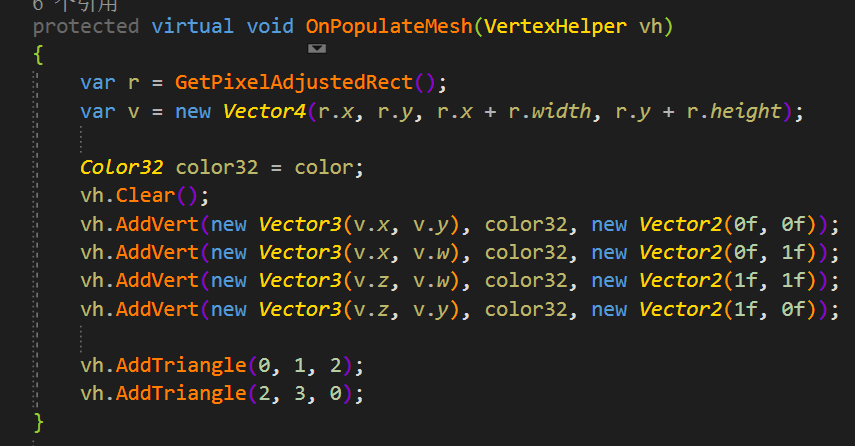 6 个引用
protected virtual void OnPopulateMesh(VertexHelper vh)
{
var r = GetPixelAdjustedRect();
var v = new Vector4(r.x, r.y, r.x + r.width, r.y + r.height);
Color32 color32 = color;
vh.Clear();
vh.AddVert(new Vector3(v.x, v.y), color32, new Vector2(0f, 0f));
vh.AddVert(new Vector3(v.x, v.w), color32, new Vector2(0f, 1f));
vh.AddVert(new Vector3(v.z, v.w), color32, new Vector2(1f, 1f));
vh.AddVert(new Vector3(v.z, v.y), color32, new Vector2(1f, 0f));
vh.AddTriangle(0, 1, 2);
vh.AddTriangle(2, 3, 0);
}